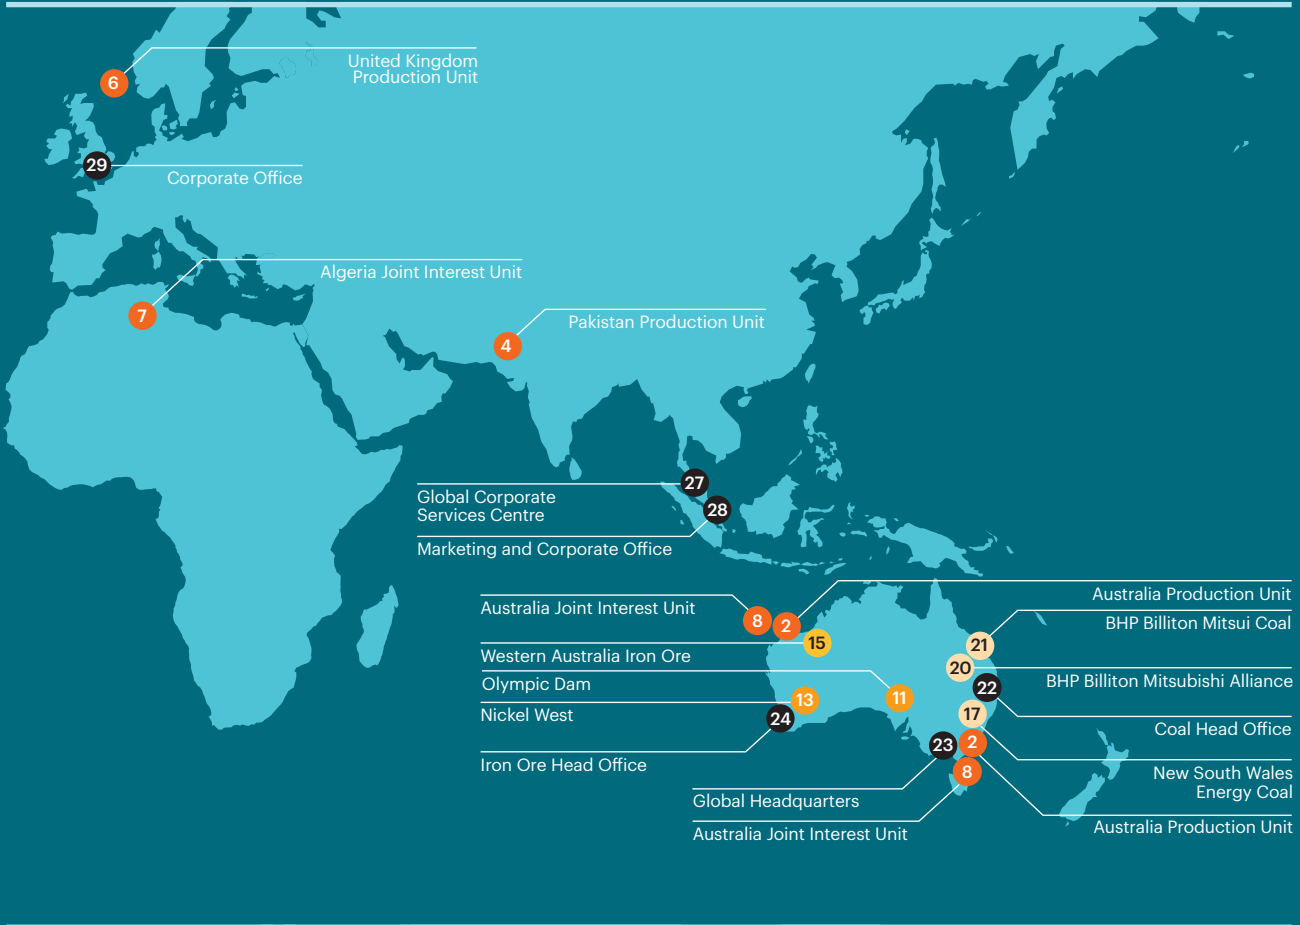 6
United Kingdom
Production Unit
29
Corporate Office
Algeria Joint Interest Unit
7
Pakistan Production Unit
4
27
Global Corporate
Services Centre
28
Marketing and Corporate Office
Australia Production Unit
Australia Joint Interest Unit
8
2
BHP Billiton Mitsui Coal
15
21
Western Australia Iron Ore
20
Olympic Dam
BHP Billiton Mitsubishi Alliance
22
13
11
Nickel West
24
17
Coal Head Office
23
2
Iron Ore Head Office
8
New South Wales
Energy Coal
Global Headquarters
Australia Production Unit
Australia Joint Interest Unit